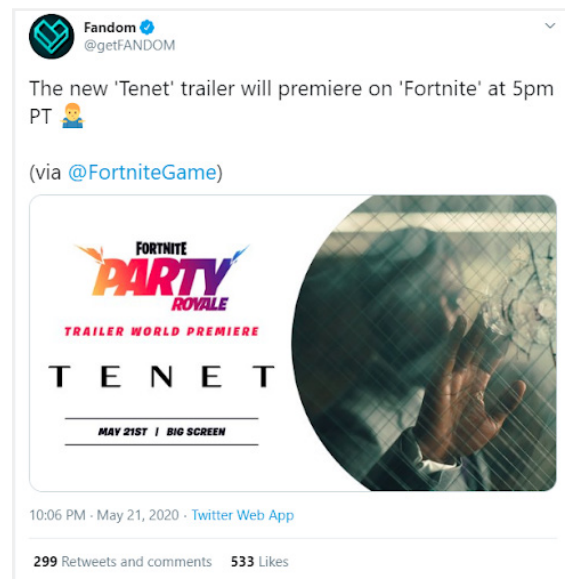 Fandom
@getFANDOM
The new 'Tenet' trailer will premiere on 'Fortnite' at 5pm
PT 🤷‍♂️
(via @FortniteGame)
FORTNITE
PARTY
ROYALE
TRAILER WORLD PREMIERE
TENET
MAY 21ST | BIG SCREEN
10:06 PM · May 21, 2020 · Twitter Web App
299 Retweets and comments 533 Likes